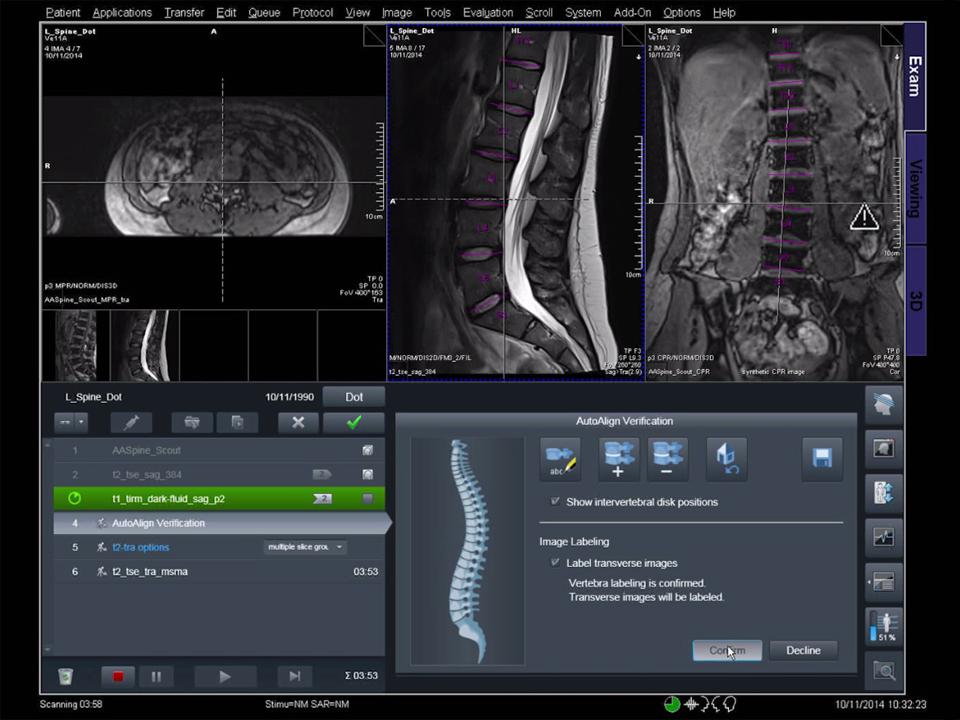 Patient Applications Transfer Edit Queue Protocol View Image Tools Evaluation Scroll System Add-On Options Help
L_Spine_Dot
4 IMA 4 / 7
10/11/2014
A
R
10cm
p3 MPR/NORM/DIS3D
AASpine_Scout_MPR_tra
TP 0
SP 0.0
FoV 400*163
Tra
L_Spine_Dot
Ve11A
5 IMA 8 / 17
10/11/2014
HL
A
10cm
M/NORM/DIS2D/FM3_2/FIL
t2_tse_sag_384
TP F3
SP L9.3
FoV 260*260
sag>Tra(2.9)
L_Spine_Dot
Ve11A
2 IMA 2 / 2
10/11/2014
H
R
10cm
p3 CPR/NORM/DIS3D
AASpine_Scout_CPR
synthetic CPR image
TP 0
SP P47.8
FoV 400*400
Cor
Exam
Viewing
3D
L_Spine_Dot 10/11/1990 Dot
1 AASpine_Scout
2 t2_tse_sag_384
t1_tirm_dark-fluid_sag_p2 2
4 AutoAlign Verification
5 t2-tra options multiple slice grou
6 t2_tse_tra_msma 03:53
Σ 03:53
AutoAlign Verification
abc
Show intervertebral disk positions
Image Labeling
Label transverse images
Vertebra labeling is confirmed.
Transverse images will be labeled.
Confirm Decline
51 %
Scanning 03:58 Stimu=NM SAR=NM 10/11/2014 10:32:23